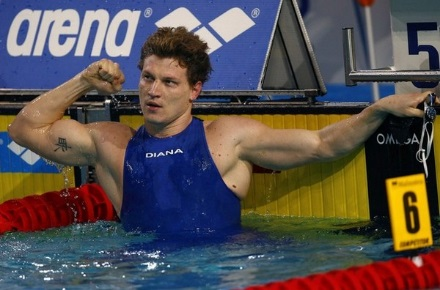 arena
5
DIANA
OMEGA
6
COMPETITOR